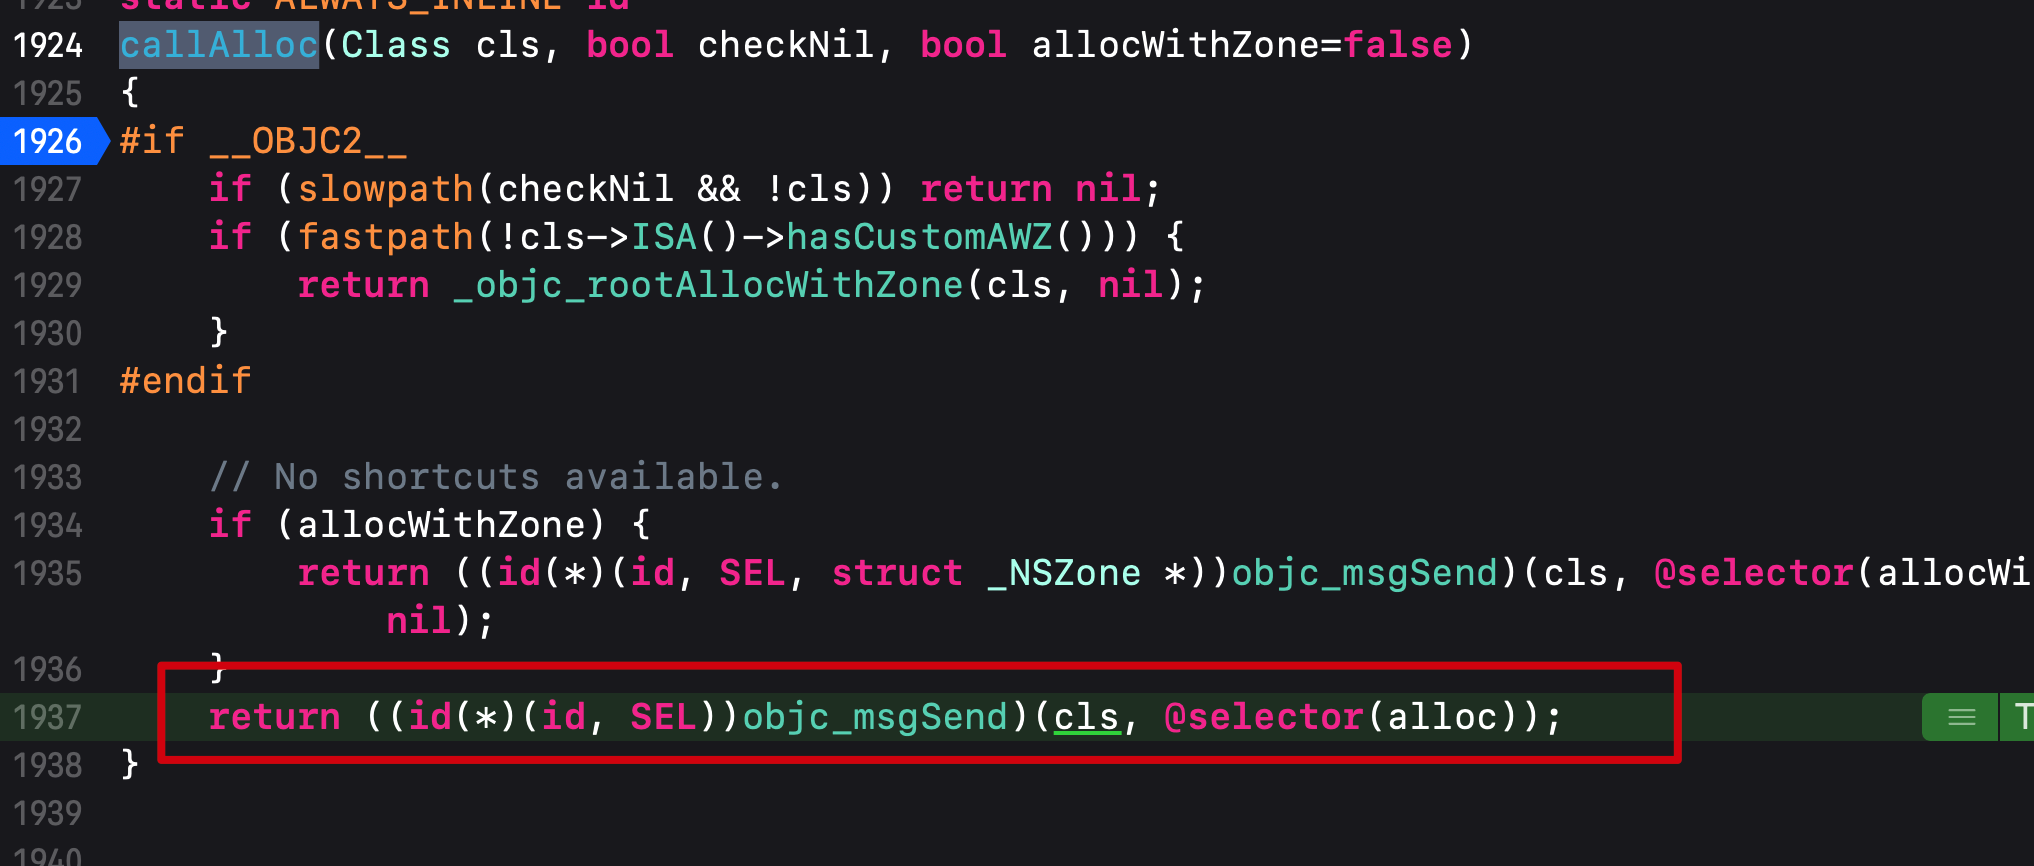 1923 static ALWAYS_INLINE id
1924 callAlloc(Class cls, bool checkNil, bool allocWithZone=false)
1925 {
1926 #if __OBJC2__
1927 if (slowpath(checkNil && !cls)) return nil;
1928 if (fastpath(!cls->ISA()->hasCustomAWZ())) {
1929 return _objc_rootAllocWithZone(cls, nil);
1930 }
1931 #endif
1932
1933 // No shortcuts available.
1934 if (allocWithZone) {
1935 return ((id(*)(id, SEL, struct _NSZone *))objc_msgSend)(cls, @selector(allocWi
nil);
1936 }
1937 return ((id(*)(id, SEL))objc_msgSend)(cls, @selector(alloc)); T
1938 }
1939
1940